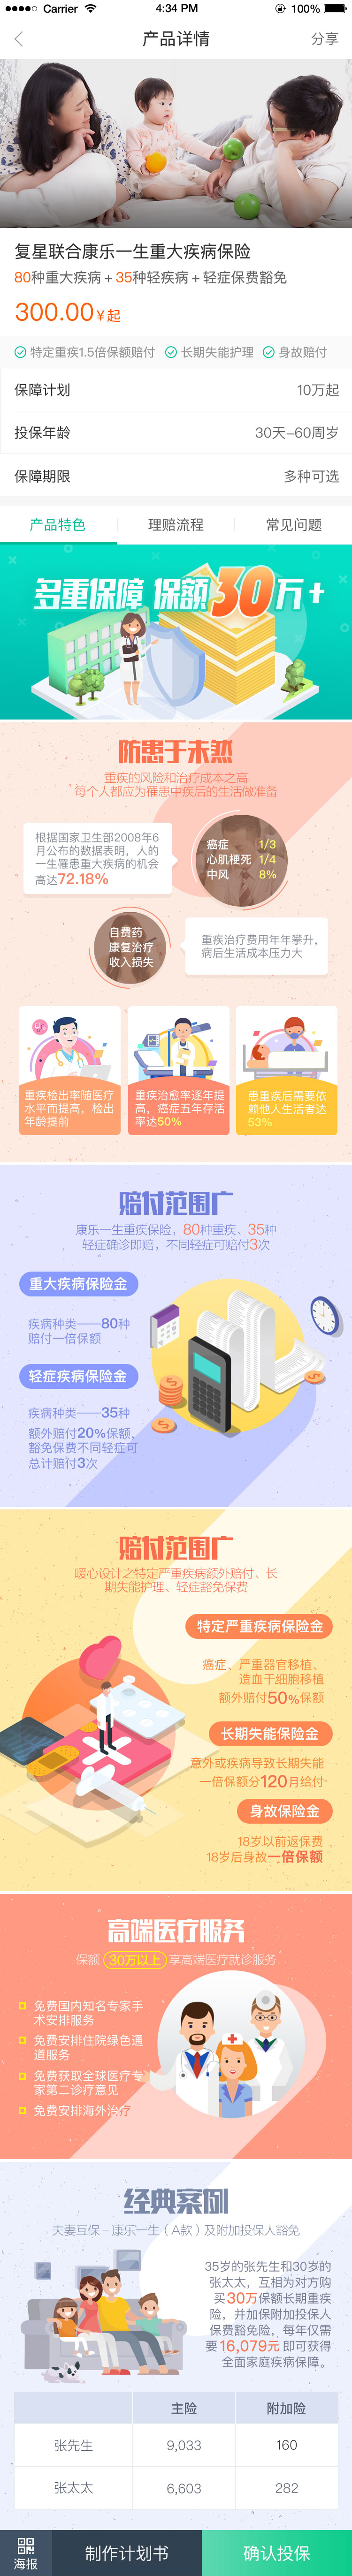 Carrier 4:34 PM 100%
产品详情 分享
复星联合康乐一生重大疾病保险
80种重大疾病+35种轻疾病+轻症保费豁免
300.00¥起
特定重疾1.5倍保额赔付 长期失能护理 身故赔付
保障计划 10万起
投保年龄 30天-60周岁
保障期限 多种可选
产品特色 理赔流程 常见问题
多重保障 保额30万+
防患于未然
重疾的风险和治疗成本之高
每个人都应为罹患中疾后的生活做准备
根据国家卫生部2008年6
月公布的数据表明，人的
一生罹患重大疾病的机会
高达72.18%
癌症 1/3
心肌梗死 1/4
中风 8%
自费药
康复治疗
收入损失
重疾治疗费用年年攀升，
病后生活成本压力大
重疾检出率随医疗
水平而提高，检出
年龄提前
重疾治愈率逐年提
高，癌症五年存活
率达50%
患重疾后需要依
赖他人生活者达
53%
赔付范围广
康乐一生重疾保险，80种重疾、35种
轻症确诊即赔，不同轻症可赔付3次
重大疾病保险金
疾病种类——80种
赔付一倍保额
轻症疾病保险金
疾病种类——35种
额外赔付20%保额，
豁免保费不同轻症可
总计赔付3次
赔付范围广
暖心设计之特定严重疾病额外赔付、长
期失能护理、轻症豁免保费
特定严重疾病保险金
癌症、严重器官移植、
造血干细胞移植
额外赔付50%保额
长期失能保险金
意外或疾病导致长期失能
一倍保额分120月给付
身故保险金
18岁以前返保费
18岁后身故一倍保额
高端医疗服务
保额 30万以上 享高端医疗就诊服务
免费国内知名专家手
术安排服务
免费安排住院绿色通
道服务
免费获取全球医疗专
家第二诊疗意见
免费安排海外治疗
经典案例
夫妻互保-康乐一生（A款）及附加投保人豁免
35岁的张先生和30岁的
张太太，互相为对方购
买30万保额长期重疾
险，并加保附加投保人
保费豁免险，每年仅需
要16,079元 即可获得
全面家庭疾病保障。
主险 附加险
张先生 9,033 160
张太太 6,603 282
海报 制作计划书 确认投保